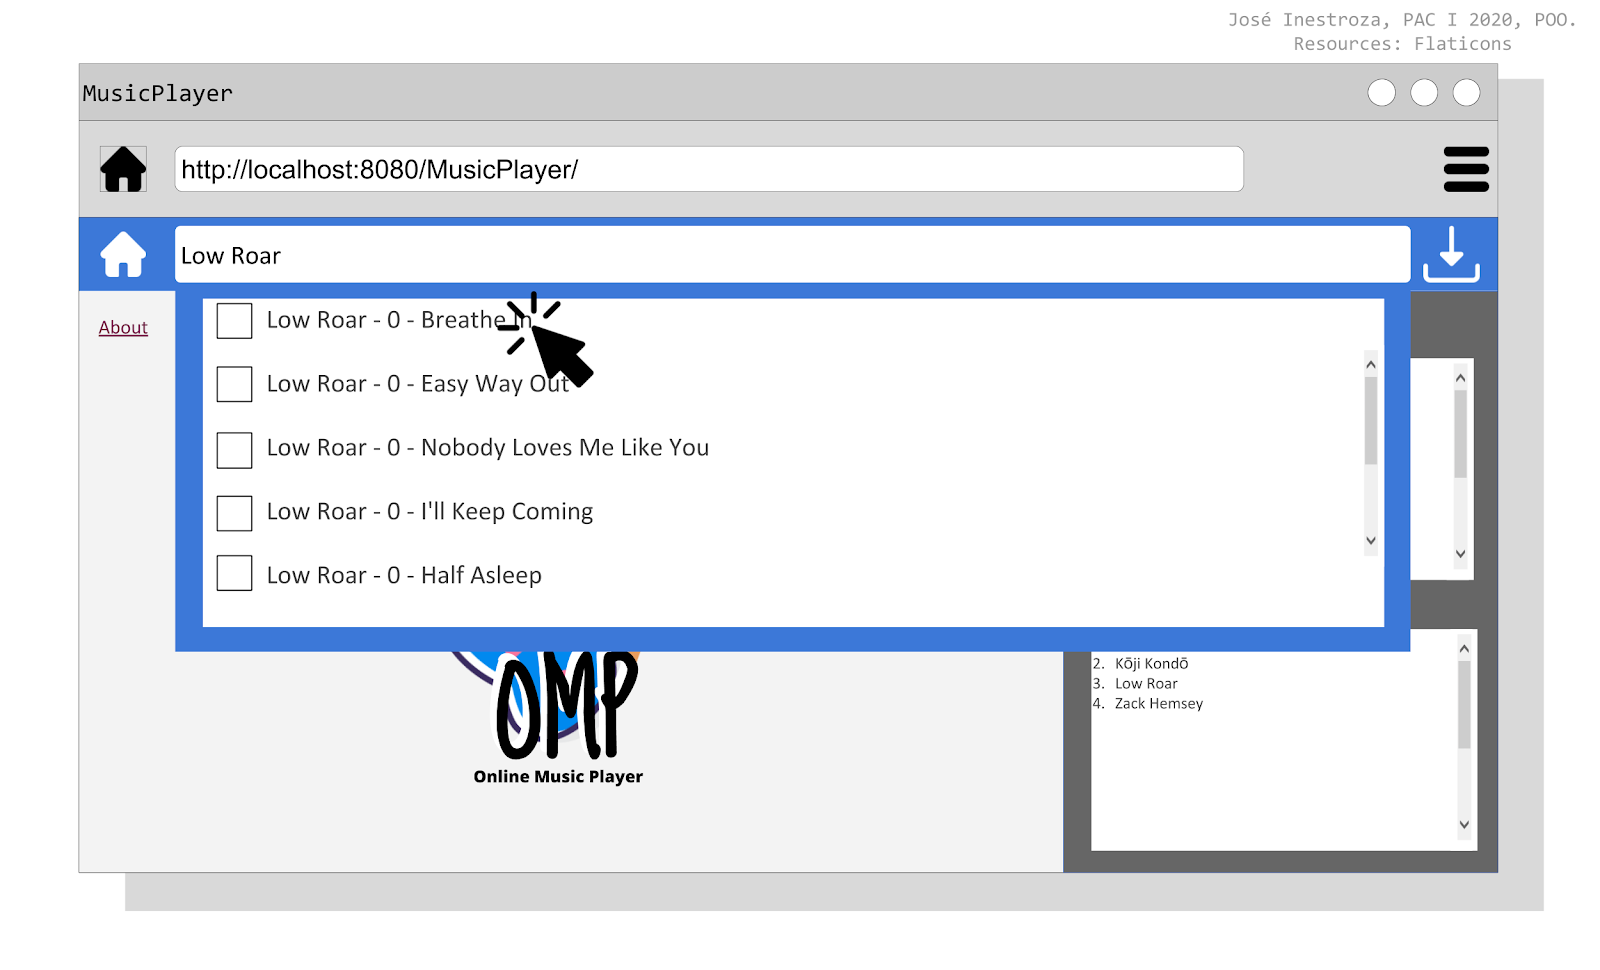 José Inestroza, PAC I 2020, POO.
Resources: Flaticons
MusicPlayer
http://localhost:8080/MusicPlayer/
Low Roar
About
Low Roar - 0 - Breathe In
Low Roar - 0 - Easy Way Out
Low Roar - 0 - Nobody Loves Me Like You
Low Roar - 0 - I'll Keep Coming
Low Roar - 0 - Half Asleep
2. Kōji Kondō
3. Low Roar
4. Zack Hemsey
OMP
Online Music Player